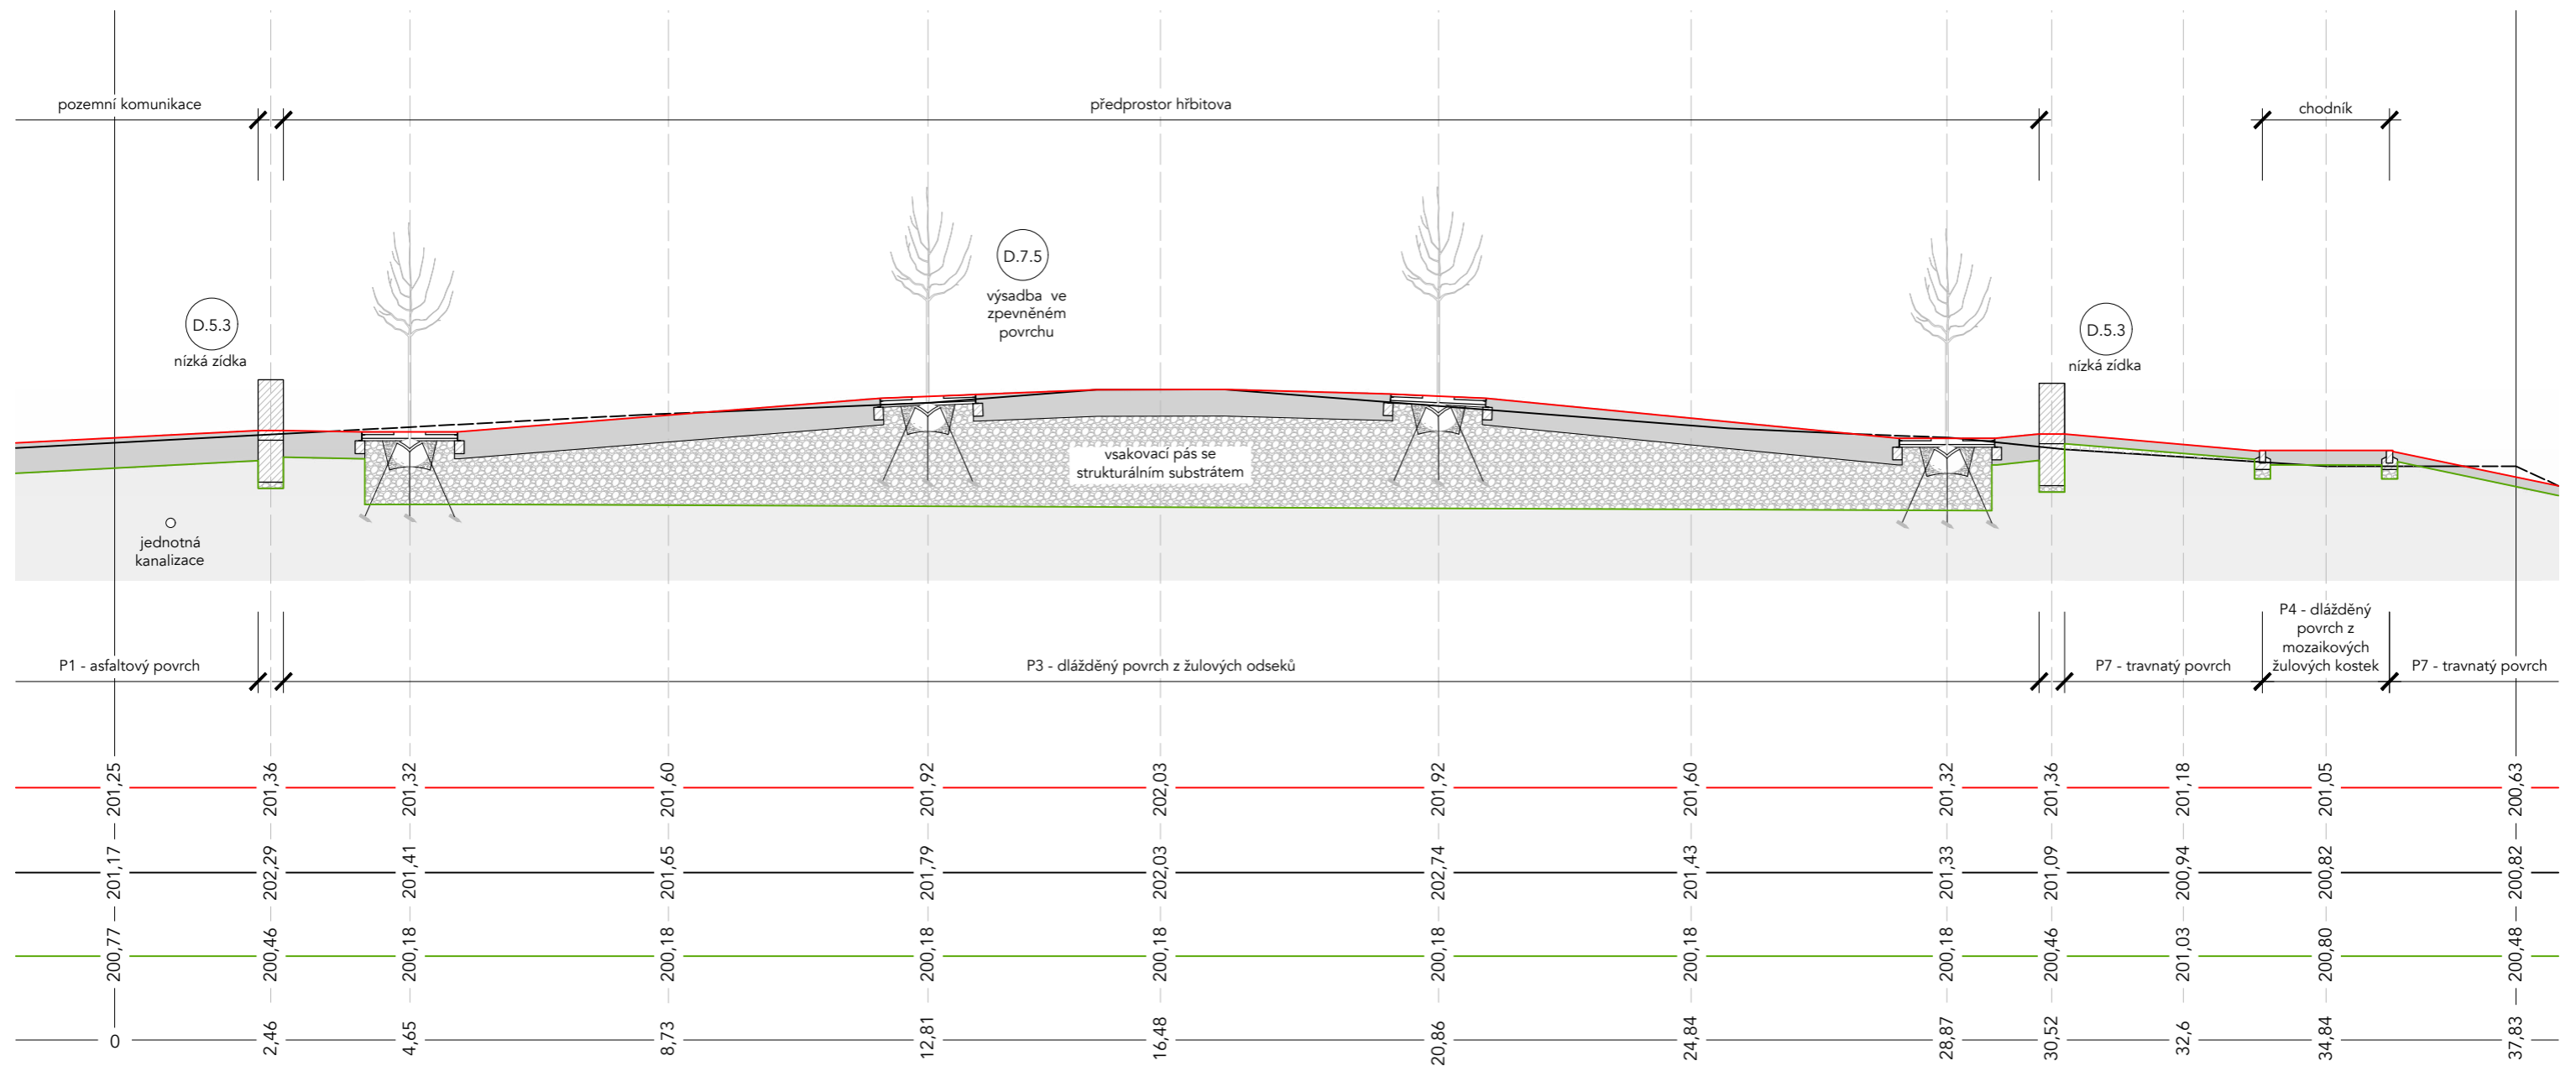 pozemní komunikace
předprostor hřbitova
chodník
D.7.5
výsadba ve
zpevněném
povrchu
D.5.3
nízká zídka
D.5.3
nízká zídka
vsakovací pás se
strukturálním substrátem
jednotná
kanalizace
P1 - asfaltový povrch
P3 - dlážděný povrch z žulových odseků
P7 - travnatý povrch
P4 - dlážděný
povrch z
mozaikových
žulových kostek
P7 - travnatý povrch
201,25 201,36 201,32 201,60 201,92 202,03 201,92 201,60 201,32 201,36 201,18 201,05 200,63
201,17 202,29 201,41 201,65 201,79 202,03 202,74 201,43 201,33 201,09 200,94 200,82 200,82
200,77 200,46 200,18 200,18 200,18 200,18 200,18 200,18 200,18 200,46 201,03 200,80 200,48
0 2,46 4,65 8,73 12,81 16,48 20,86 24,84 28,87 30,52 32,6 34,84 37,83